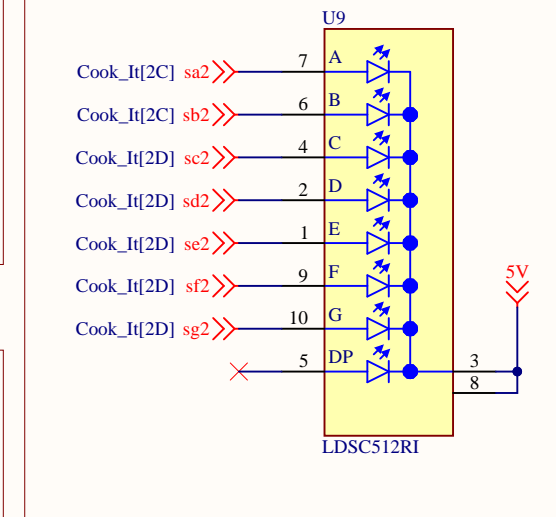 U9
Cook_It[2C] sa2 7 A
Cook_It[2C] sb2 6 B
Cook_It[2D] sc2 4 C
Cook_It[2D] sd2 2 D
Cook_It[2D] se2 1 E
Cook_It[2D] sf2 9 F
5V
Cook_It[2D] sg2 10 G
5 DP 3
8
LDSC512RI